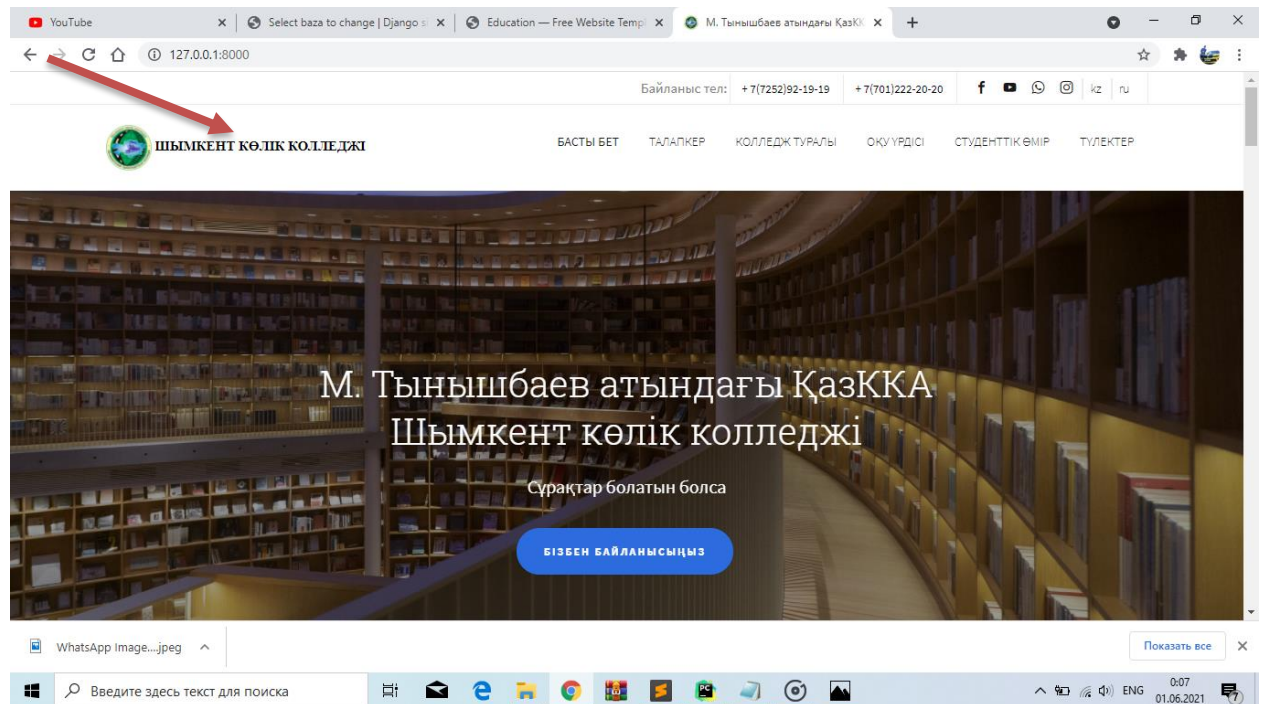 YouTube
Select baza to change | Django si
Education — Free Website Templ
М. Тынышбаев атындағы ҚазКК
127.0.0.1:8000
Байланыс тел: +7(7252)92-19-19 +7(701)222-20-20 kz ru
ШЫМКЕНТ КӨЛІК КОЛЛЕДЖІ
БАСТЫ БЕТ ТАЛАПКЕР КОЛЛЕДЖ ТУРАЛЫ ОҚУ ҮРДІСІ СТУДЕНТТІК ӨМІР ТҮЛЕКТЕР
М. Тынышбаев атындағы ҚазККА
Шымкент көлік колледжі
Сұрақтар болатын болса
БІЗБЕН БАЙЛАНЫСЫҢЫЗ
WhatsApp Image....jpeg
Показать все
Введите здесь текст для поиска
ENG
0:07
01.06.2021